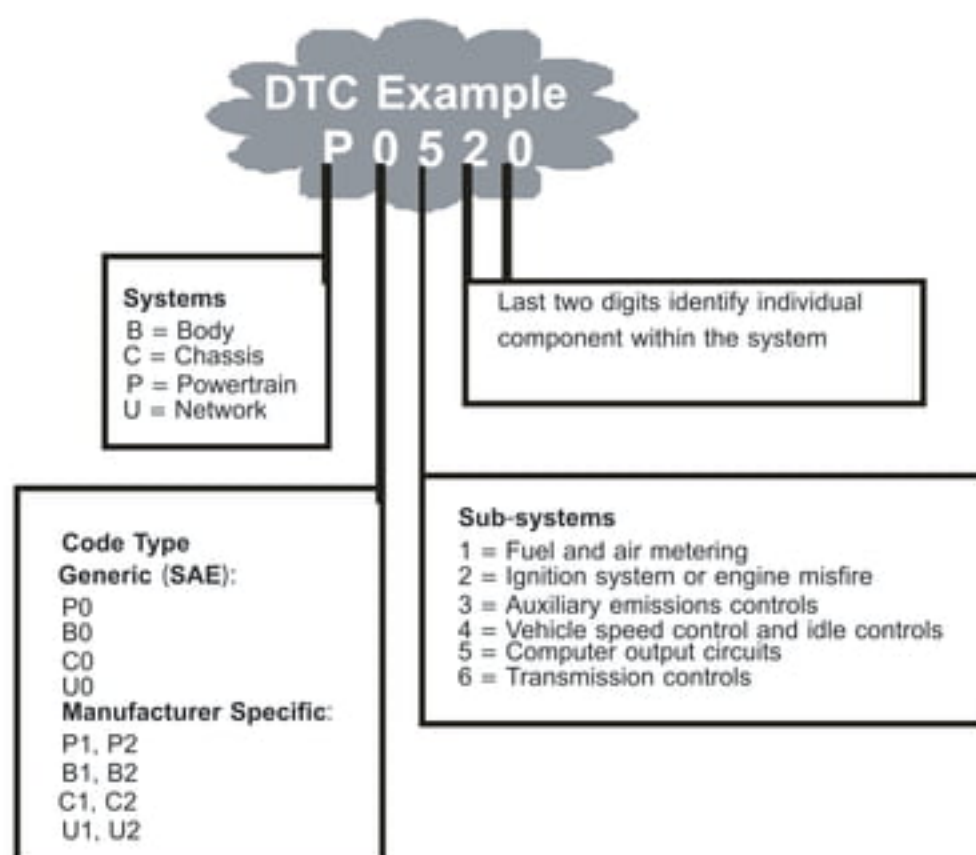 DTC Example
P 0 5 2 0
Systems
B = Body
C = Chassis
P = Powertrain
U = Network
Last two digits identify individual
component within the system
Code Type
Generic (SAE):
P0
B0
C0
U0
Manufacturer Specific:
P1, P2
B1, B2
C1, C2
U1, U2
Sub-systems
1 = Fuel and air metering
2 = Ignition system or engine misfire
3 = Auxiliary emissions controls
4 = Vehicle speed control and idle controls
5 = Computer output circuits
6 = Transmission controls